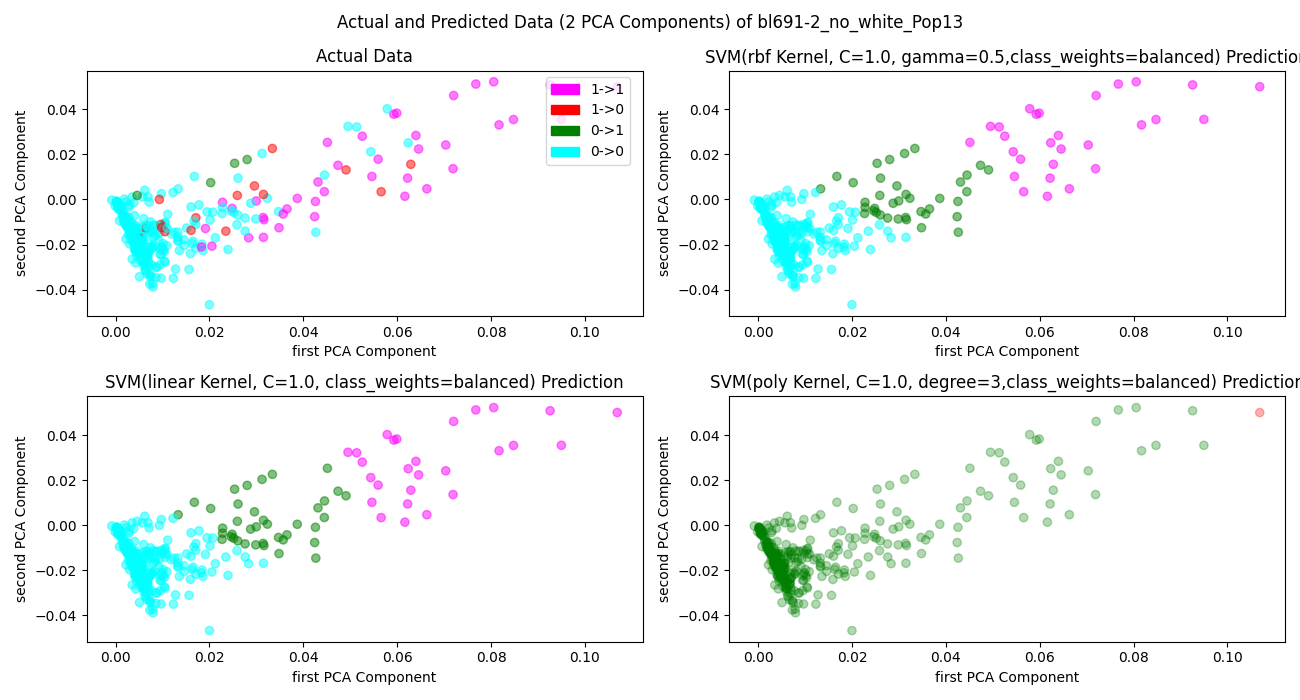 Actual and Predicted Data (2 PCA Components) of bl691-2_no_white_Pop13
Actual Data
second PCA Component
0.04
0.02
0.00
−0.02
−0.04
1->1
1->0
0->1
0->0
0.00 0.02 0.04 0.06 0.08 0.10
first PCA Component
SVM(rbf Kernel, C=1.0, gamma=0.5,class_weights=balanced) Prediction
second PCA Component
0.04
0.02
0.00
−0.02
−0.04
0.00 0.02 0.04 0.06 0.08 0.10
first PCA Component
SVM(linear Kernel, C=1.0, class_weights=balanced) Prediction
second PCA Component
0.04
0.02
0.00
−0.02
−0.04
0.00 0.02 0.04 0.06 0.08 0.10
first PCA Component
SVM(poly Kernel, C=1.0, degree=3,class_weights=balanced) Prediction
second PCA Component
0.04
0.02
0.00
−0.02
−0.04
0.00 0.02 0.04 0.06 0.08 0.10
first PCA Component